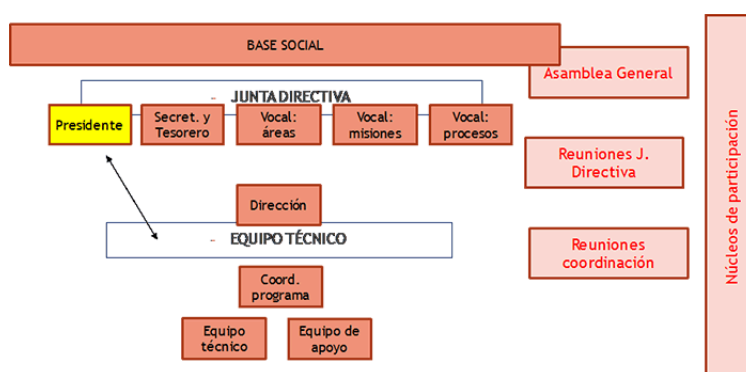 BASE SOCIAL
Asamblea General
- JUNTA DIRECTIVA
Presidente
Secret. y
Tesorero
Vocal:
áreas
Vocal:
misiones
Vocal:
procesos
Reuniones J.
Directiva
Dirección
- EQUIPO TÉCNICO
Reuniones
coordinación
Coord.
programa
Equipo
técnico
Equipo de
apoyo
Núcleos de participación